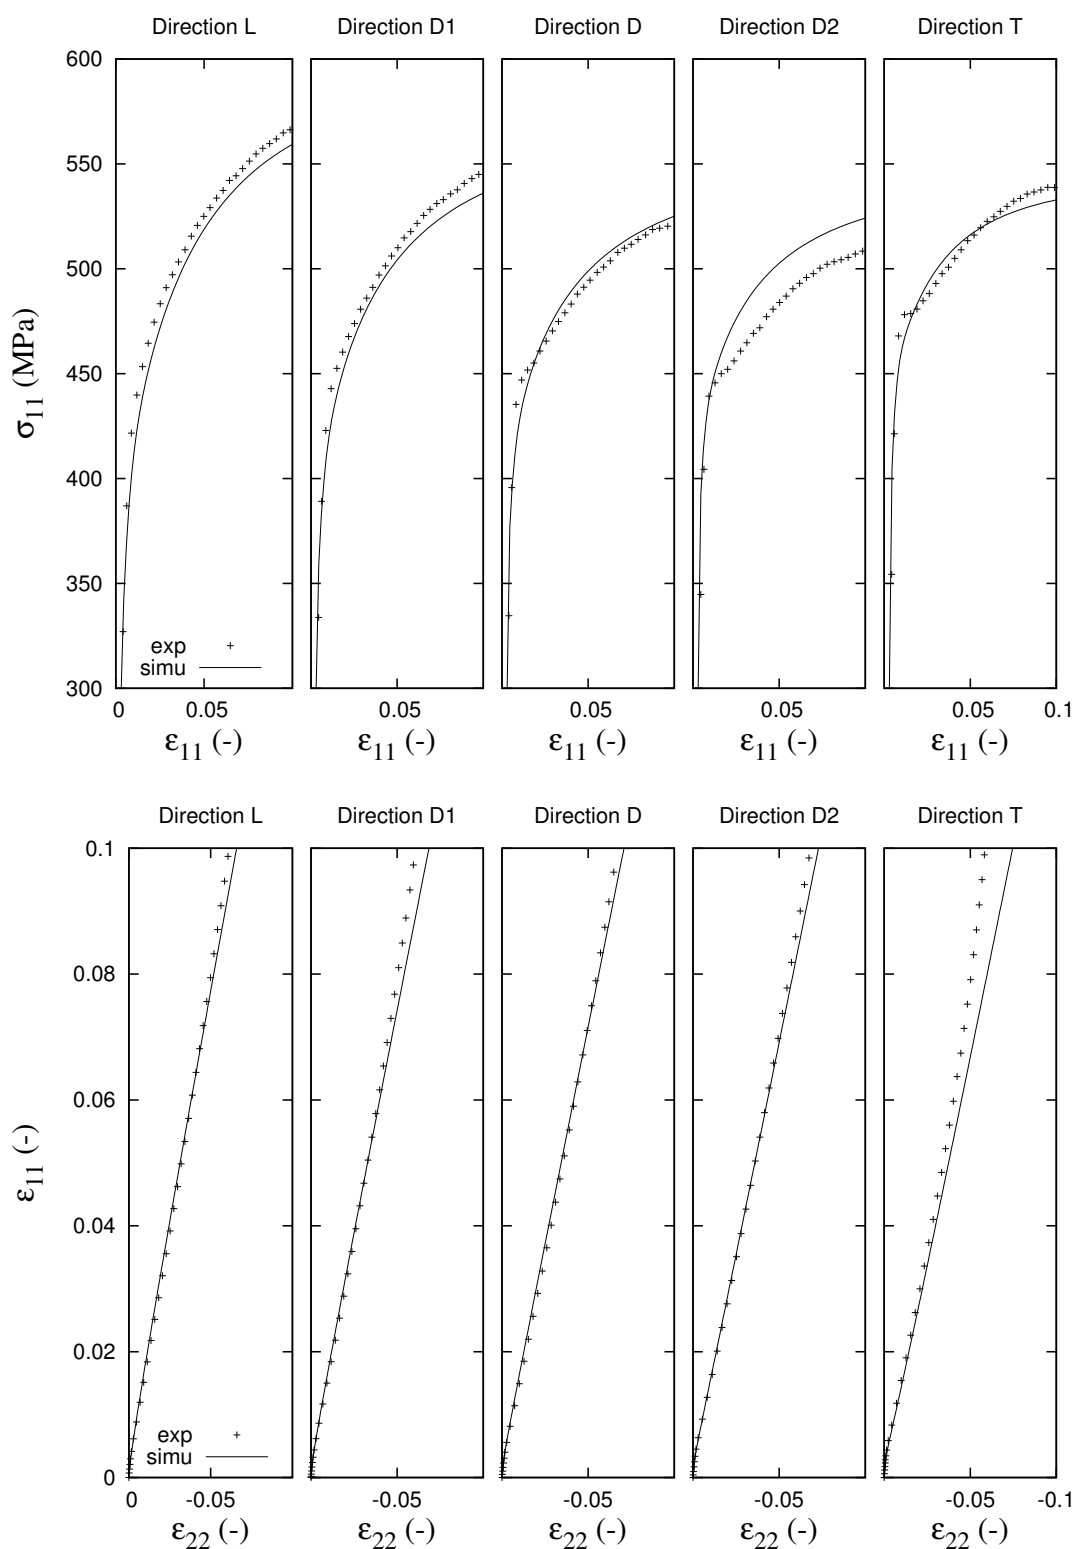 Direction L Direction D1 Direction D Direction D2 Direction T
600
550
500
450
400
350
300
σ11 (MPa)
exp
simu
0 0.05 0.05 0.05 0.05 0.05 0.1
ε11 (-) ε11 (-) ε11 (-) ε11 (-) ε11 (-)
Direction L Direction D1 Direction D Direction D2 Direction T
0.1
0.08
0.06
0.04
0.02
0
ε11 (-)
exp
simu
0 -0.05 -0.05 -0.05 -0.05 -0.05 -0.1
ε22 (-) ε22 (-) ε22 (-) ε22 (-) ε22 (-)